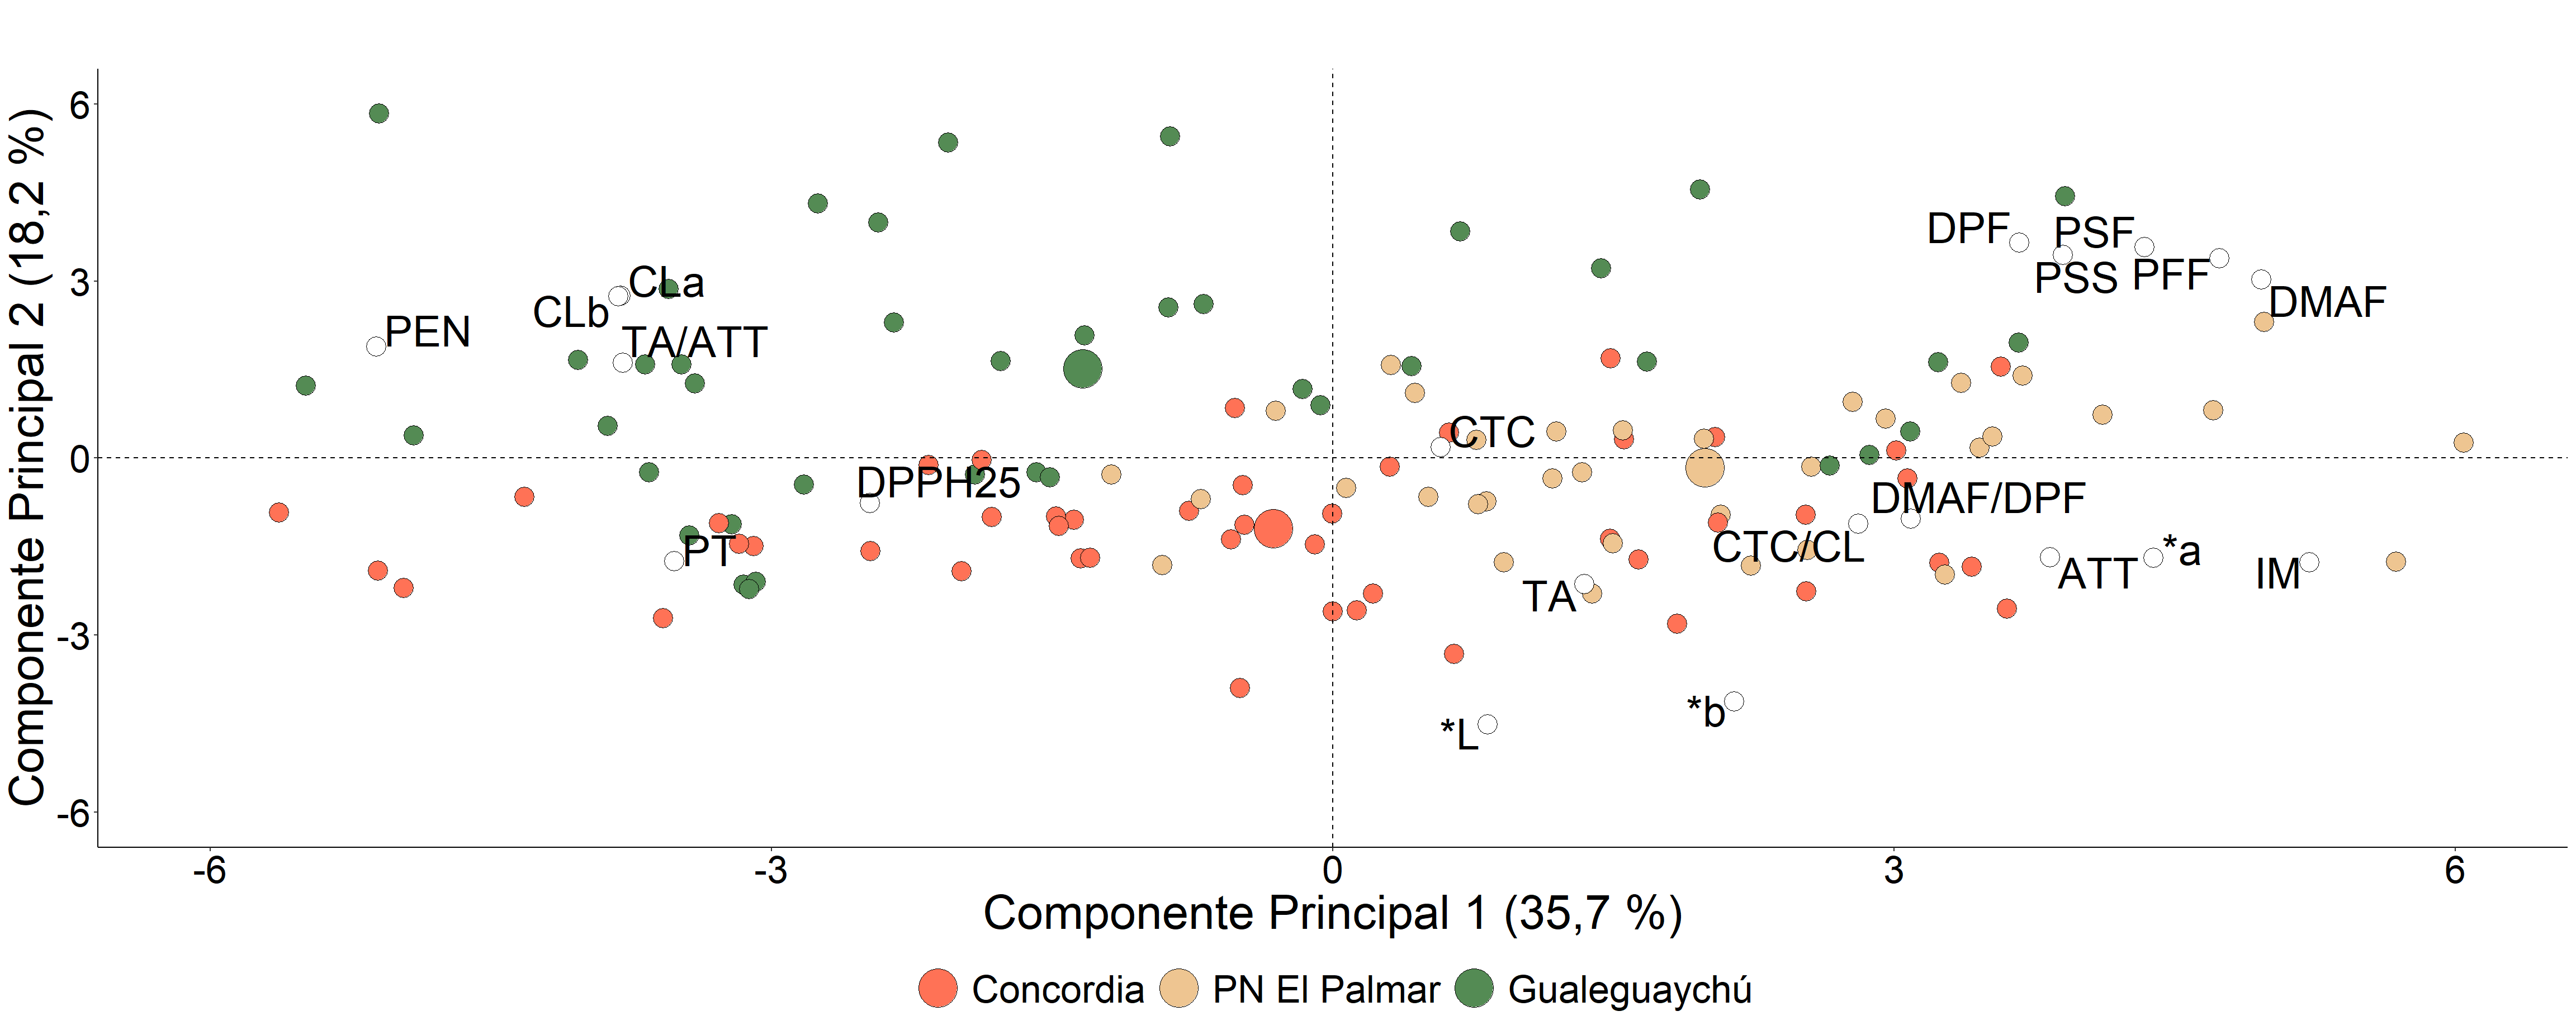 Componente Principal 2 (18,2 %)
6
3
0
-3
-6
DPF
PSF
PSS
PFF
DMAF
CLa
CLb
PEN
TA/ATT
CTC
DPPH25
DMAF/DPF
PT
CTC/CL
*a
ATT
IM
TA
*b
*L
-6
-3
0
3
6
Componente Principal 1 (35,7 %)
Concordia
PN El Palmar
Gualeguaychú